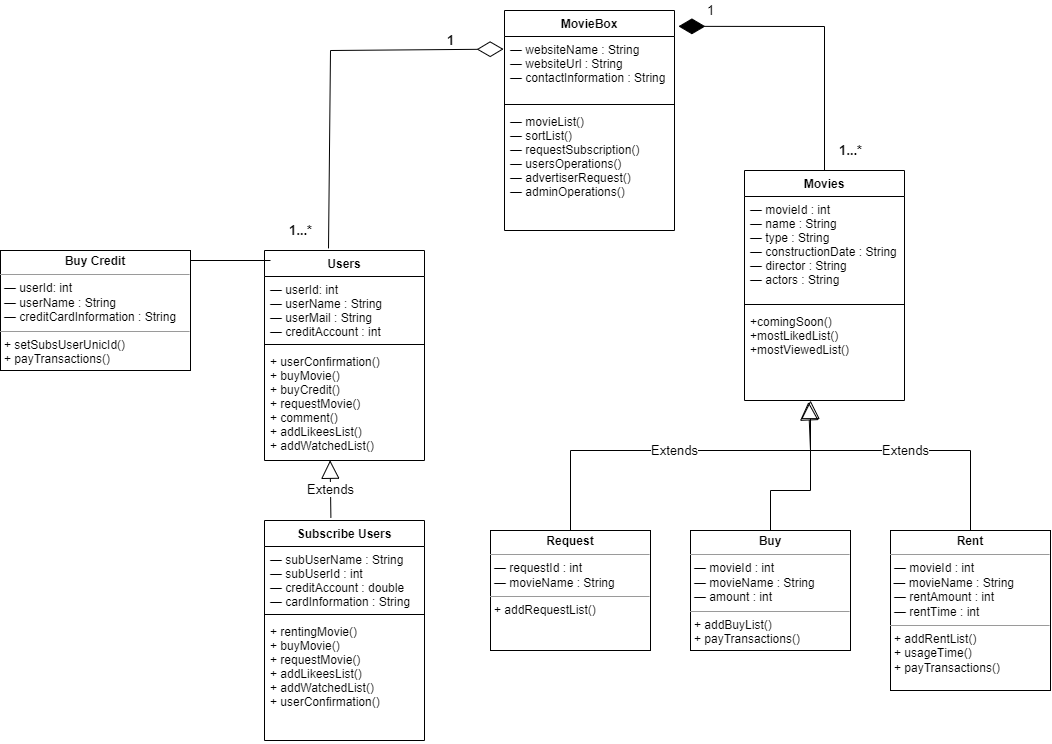 1
MovieBox
— websiteName : String
— websiteUrl : String
— contactInformation : String
— movieList()
— sortList()
— requestSubscription()
— usersOperations()
— advertiserRequest()
— adminOperations()
1
1...*
1...*
Movies
— movieId : int
— name : String
— type : String
— constructionDate : String
— director : String
— actors : String
+comingSoon()
+mostLikedList()
+mostViewedList()
Buy Credit
— userId: int
— userName : String
— creditCardInformation : String
+ setSubsUserUnicId()
+ payTransactions()
Users
— userId: int
— userName : String
— userMail : String
— creditAccount : int
+ userConfirmation()
+ buyMovie()
+ buyCredit()
+ requestMovie()
+ comment()
+ addLikeesList()
+ addWatchedList()
Extends
Extends
Extends
Subscribe Users
— subUserName : String
— subUserId : int
— creditAccount : double
— cardInformation : String
+ rentingMovie()
+ buyMovie()
+ requestMovie()
+ addLikeesList()
+ addWatchedList()
+ userConfirmation()
Request
— requestId : int
— movieName : String
+ addRequestList()
Buy
— movieId : int
— movieName : String
— amount : int
+ addBuyList()
+ payTransactions()
Rent
— movieId : int
— movieName : String
— rentAmount : int
— rentTime : int
+ addRentList()
+ usageTime()
+ payTransactions()